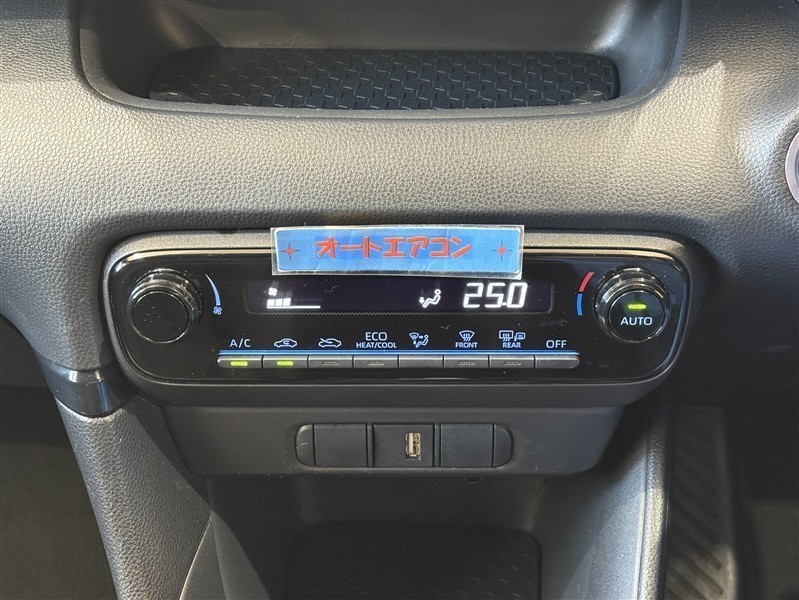 オートエアコン
25.0
AUTO
A/C
ECO
HEAT/COOL
FRONT
REAR
OFF